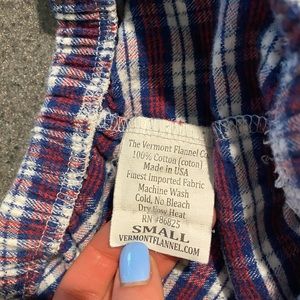 The Vermont Flannel Co
100% Cotton (coton)
Made in USA
Finest Imported Fabric
Machine Wash
Cold, No Bleach
Dry Low Heat
RN #86825
SMALL
VERMONTFLANNEL.COM